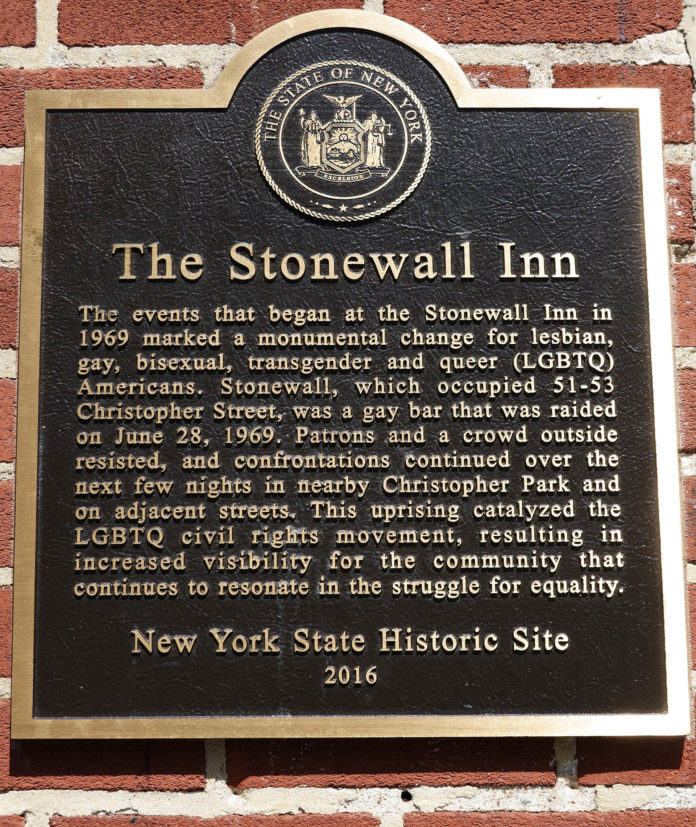 THE STATE OF NEW YORK
EXCELSIOR
The Stonewall Inn
The events that began at the Stonewall Inn in
1969 marked a monumental change for lesbian,
gay, bisexual, transgender and queer (LGBTQ)
Americans. Stonewall, which occupied 51-53
Christopher Street, was a gay bar that was raided
on June 28, 1969. Patrons and a crowd outside
resisted, and confrontations continued over the
next few nights in nearby Christopher Park and
on adjacent streets. This uprising catalyzed the
LGBTQ civil rights movement, resulting in
increased visibility for the community that
continues to resonate in the struggle for equality.
New York State Historic Site
2016